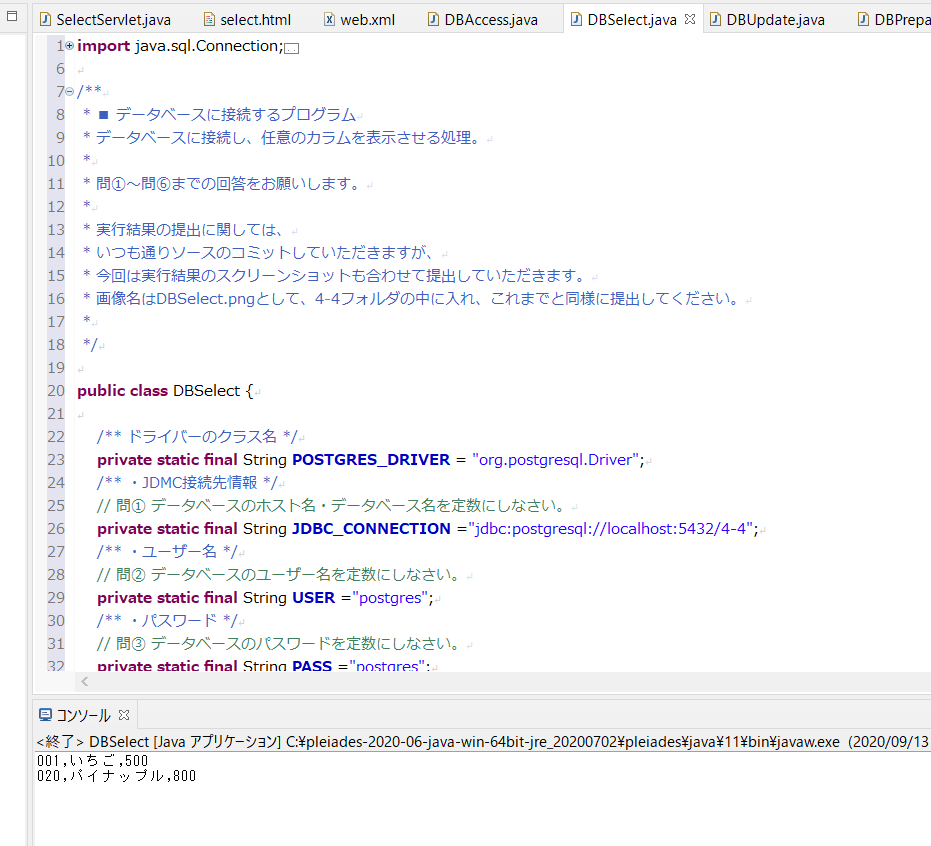 SelectServlet.java select.html web.xml DBAccess.java DBSelect.java DBUpdate.java DBPrepa
1 import java.sql.Connection;
6
7 /**
8 * ■ データベースに接続するプログラム
9 * データベースに接続し、任意のカラムを表示させる処理。
10 *
11 * 問①～問⑥までの回答をお願いします。
12 *
13 * 実行結果の提出に関しては、
14 * いつも通りソースのコミットしていただきますが、
15 * 今回は実行結果のスクリーンショットも合わせて提出していただきます。
16 * 画像名はDBSelect.pngとして、4-4フォルダの中に入れ、これまでと同様に提出してください。
17 *
18 */
19
20 public class DBSelect {
21
22 /** ドライバーのクラス名 */
23 private static final String POSTGRES_DRIVER = "org.postgresql.Driver";
24 /** ・JDMC接続先情報 */
25 // 問① データベースのホスト名・データベース名を定数にしなさい。
26 private static final String JDBC_CONNECTION ="jdbc:postgresql://localhost:5432/4-4";
27 /** ・ユーザー名 */
28 // 問② データベースのユーザー名を定数にしなさい。
29 private static final String USER ="postgres";
30 /** ・パスワード */
31 // 問③ データベースのパスワードを定数にしなさい。
32 private static final String PASS ="postgres";
コンソール
<終了> DBSelect [Java アプリケーション] C:¥pleiades-2020-06-java-win-64bit-jre_20200702¥pleiades¥java¥11¥bin¥javaw.exe (2020/09/13
001,いちご,500
020,パイナップル,800